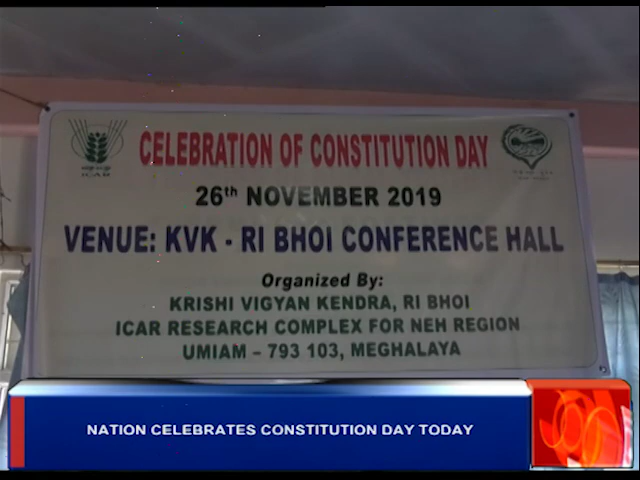 ICAR
CELEBRATION OF CONSTITUTION DAY
26th NOVEMBER 2019
VENUE: KVK - RI BHOI CONFERENCE HALL
Organized By:
KRISHI VIGYAN KENDRA, RI BHOI
ICAR RESEARCH COMPLEX FOR NEH REGION
UMIAM – 793 103, MEGHALAYA
NATION CELEBRATES CONSTITUTION DAY TODAY